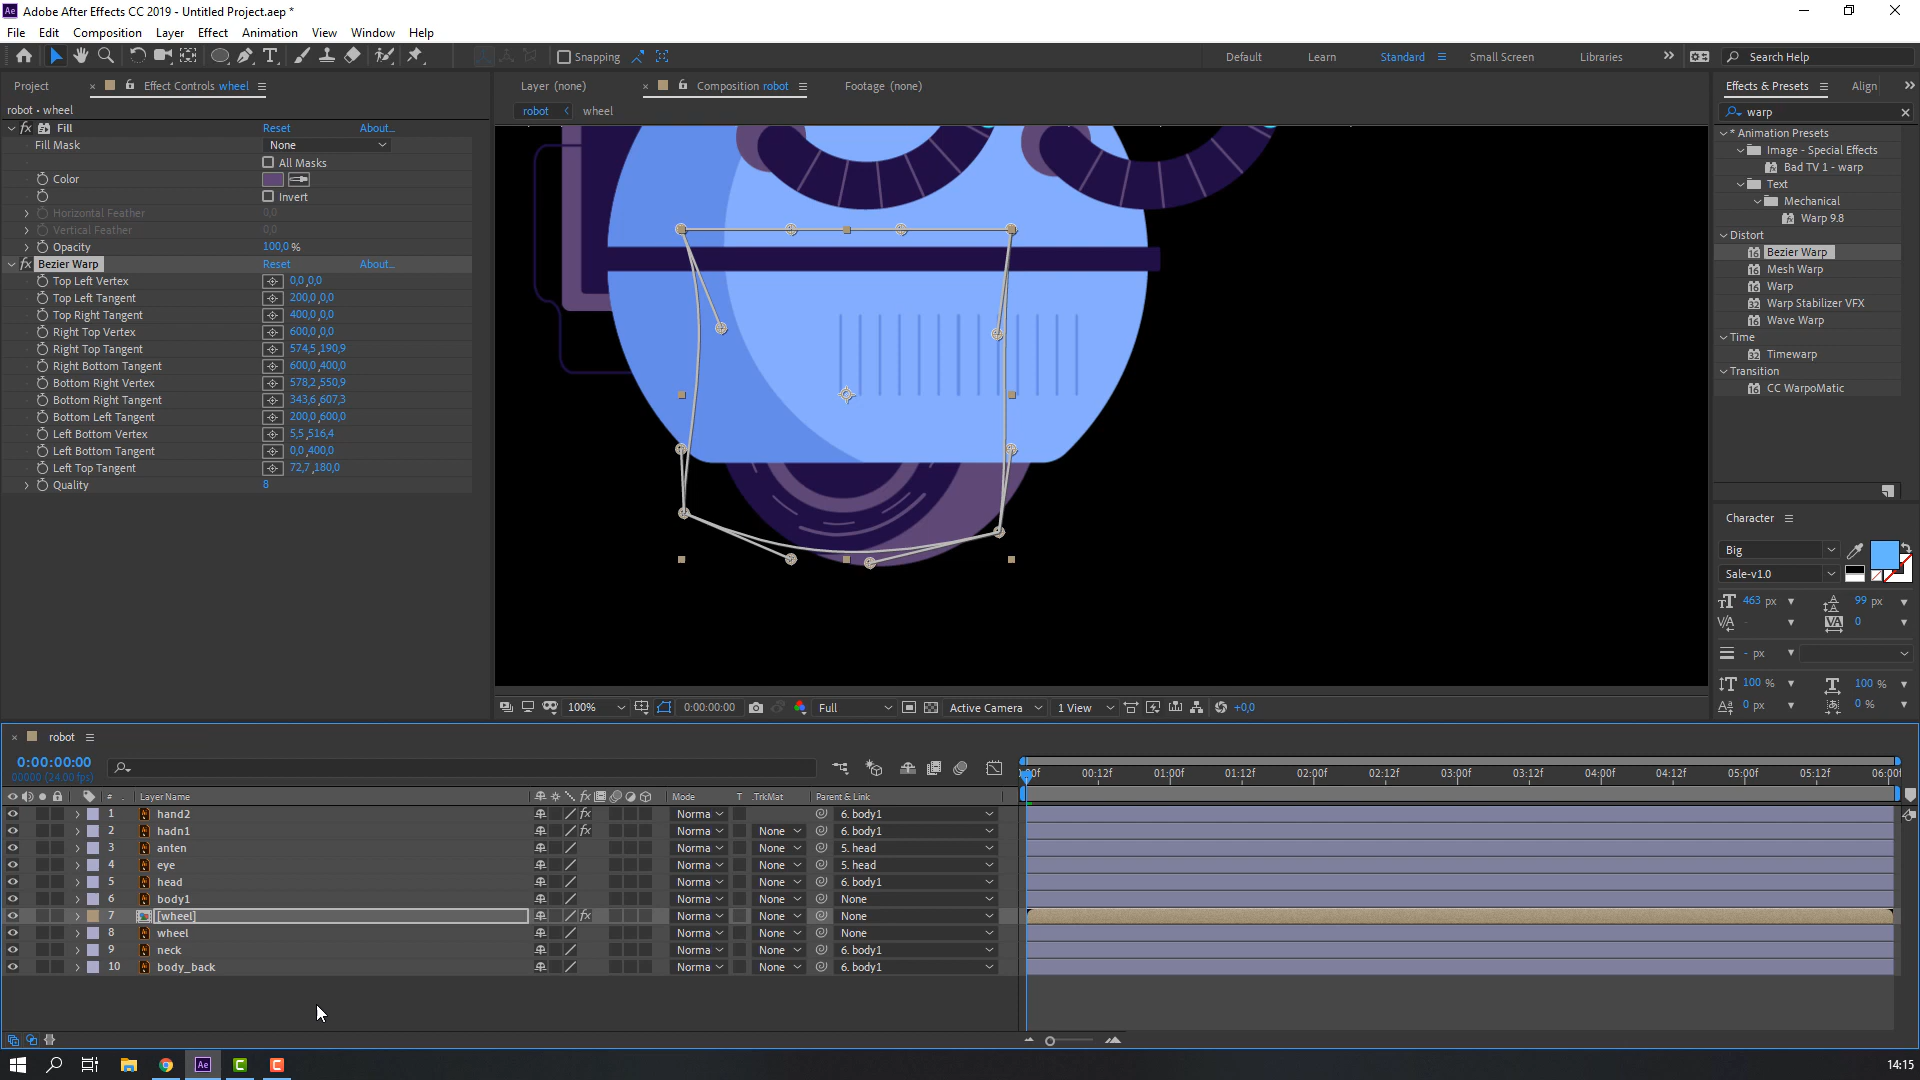 Adobe After Effects CC 2019 - Untitled Project.aep *
File Edit Composition Layer Effect Animation View Window Help
Snapping
Default Learn Standard Small Screen Libraries Search Help
Project Effect Controls wheel
Layer (none) Composition robot Footage (none)
Effects & Presets Align
robot • wheel
robot wheel
warp
Fill Reset About...
Fill Mask None
All Masks
Color
Invert
Horizontal Feather 0,0
Vertical Feather 0,0
Opacity 100,0 %
Bezier Warp Reset About...
Top Left Vertex 0,0 ,0,0
Top Left Tangent 200,0 ,0,0
Top Right Tangent 400,0 ,0,0
Right Top Vertex 600,0 ,0,0
Right Top Tangent 574,5 ,190,9
Right Bottom Tangent 600,0 ,400,0
Bottom Right Vertex 578,2 ,550,9
Bottom Right Tangent 343,6 ,607,3
Bottom Left Tangent 200,0 ,600,0
Left Bottom Vertex 5,5 ,516,4
Left Bottom Tangent 0,0 ,400,0
Left Top Tangent 72,7 ,180,0
Quality 8
* Animation Presets
Image - Special Effects
Bad TV 1 - warp
Text
Mechanical
Warp 9.8
Distort
Bezier Warp
Mesh Warp
Warp
Warp Stabilizer VFX
Wave Warp
Time
Timewarp
Transition
CC WarpoMatic
Character
Big
Sale-v1.0
463 px 99 px
- 0
- px
100 % 100 %
0 px 0 %
100% 0:00:00:00 Full Active Camera 1 View +0,0
robot
0:00:00:00
00000 (24.00 fps)
:00f 00:12f 01:00f 01:12f 02:00f 02:12f 03:00f 03:12f 04:00f 04:12f 05:00f 05:12f 06:00f
# Layer Name Mode T .TrkMat Parent & Link
1 hand2 Norma 6. body1
2 hadn1 Norma None 6. body1
3 anten Norma None 5. head
4 eye Norma None 5. head
5 head Norma None 6. body1
6 body1 Norma None None
7 [wheel] Norma None None
8 wheel Norma None None
9 neck Norma None 6. body1
10 body_back Norma None 6. body1
14:15